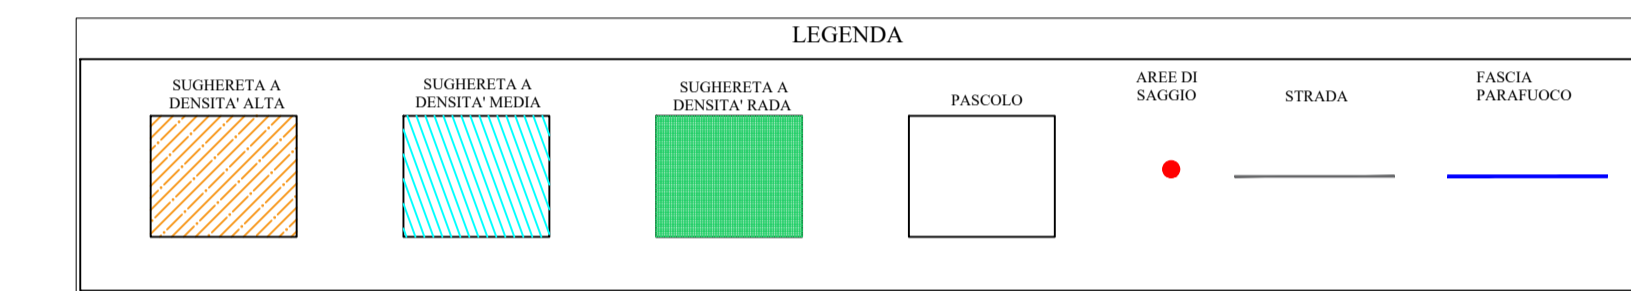 LEGENDA
SUGHERETA A
DENSITA' ALTA
SUGHERETA A
DENSITA' MEDIA
SUGHERETA A
DENSITA' RADA
PASCOLO
AREE DI
SAGGIO
STRADA
FASCIA
PARAFUOCO